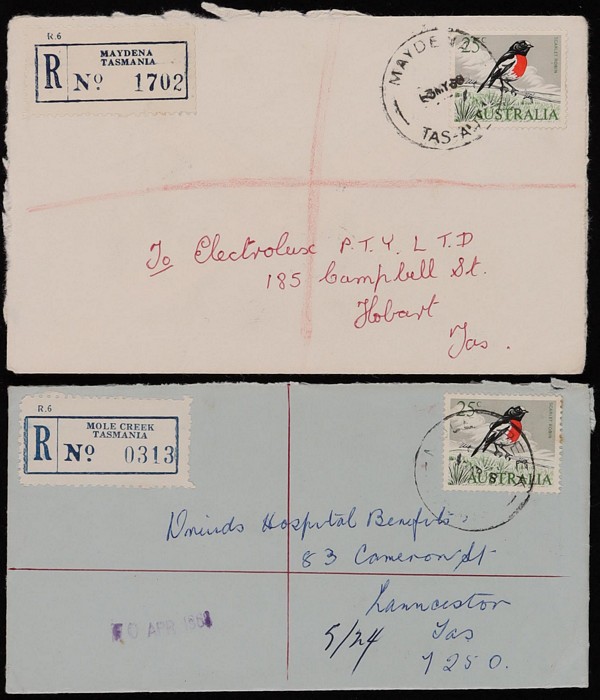 R.6
MAYDENA
TASMANIA
R No 1702
MAYDENA
TAS-AUST
25c
SCARLET ROBIN
AUSTRALIA
To Electrolux P.T.Y. L T.D
185 Campbell St.
Hobart
Tas.
R.6
MOLE CREEK
TASMANIA
R No 0313
25c
SCARLET ROBIN
AUSTRALIA
Druids Hospital Benefits
83 Cameron St
Launceston
5/24 Tas
7250.
APR